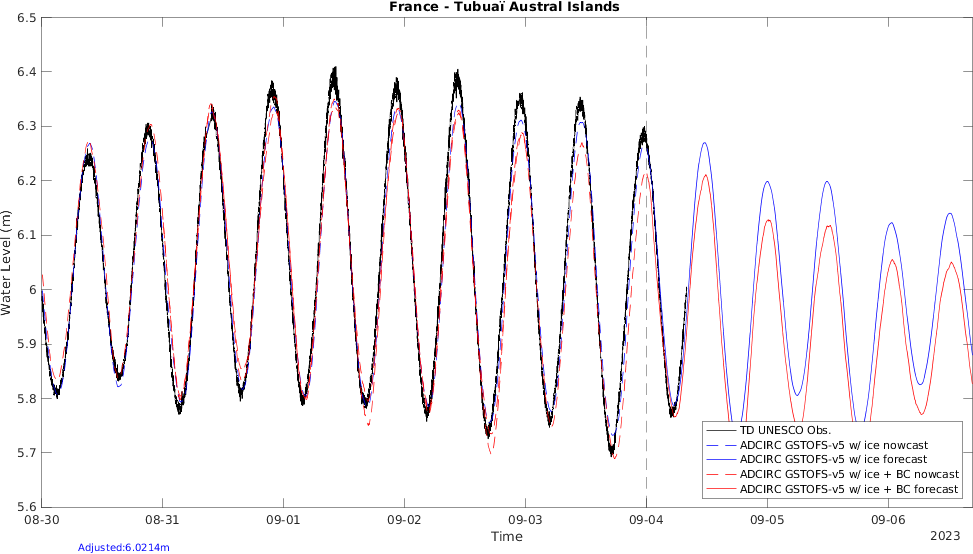 France - Tubuaï Austral Islands
6.5
6.4
6.3
6.2
6.1
6
5.9
5.8
5.7
5.6
Water Level (m)
TD UNESCO Obs.
ADCIRC GSTOFS-v5 w/ ice nowcast
ADCIRC GSTOFS-v5 w/ ice forecast
ADCIRC GSTOFS-v5 w/ ice + BC nowcast
ADCIRC GSTOFS-v5 w/ ice + BC forecast
08-30 08-31 09-01 09-02 09-03 09-04 09-05 09-06
Time
2023
Adjusted:6.0214m